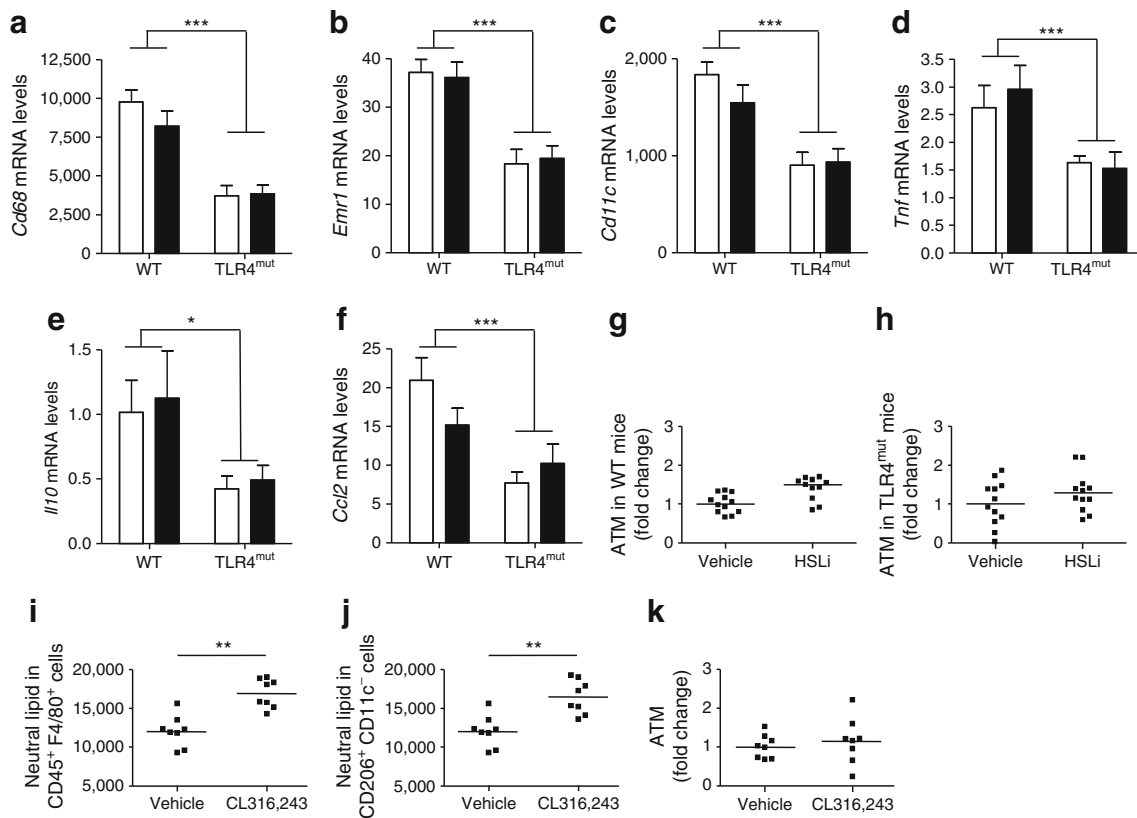 a
***
Cd68 mRNA levels
12,500
10,000
7,500
5,000
2,500
0
WT
TLR4mut
b
***
Emr1 mRNA levels
40
30
20
10
0
WT
TLR4mut
c
***
Cd11c mRNA levels
2,000
1,000
0
WT
TLR4mut
d
***
Tnf mRNA levels
3.5
3.0
2.5
2.0
1.5
1.0
0.5
0.0
WT
TLR4mut
e
*
Il10 mRNA levels
1.5
1.0
0.5
0.0
WT
TLR4mut
f
***
Ccl2 mRNA levels
25
20
15
10
5
0
WT
TLR4mut
g
ATM in WT mice
(fold change)
3
2
1
0
Vehicle
HSLi
h
ATM in TLR4mut mice
(fold change)
3
2
1
0
Vehicle
HSLi
i
**
Neutral lipid in
CD45+ F4/80+ cells
20,000
15,000
10,000
5,000
Vehicle
CL316,243
j
**
Neutral lipid in
CD206+ CD11c− cells
20,000
15,000
10,000
5,000
Vehicle
CL316,243
k
ATM
(fold change)
3
2
1
0
Vehicle
CL316,243